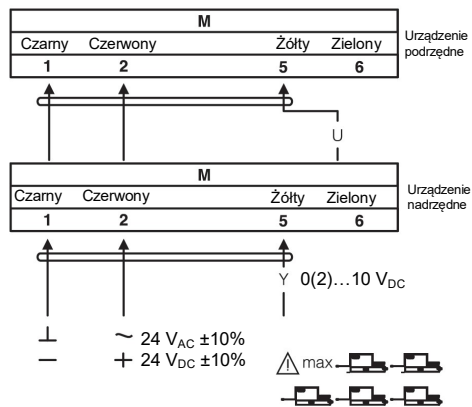 M
Czarny Czerwony Żółty Zielony
1 2 5 6
Urządzenie
podrzędne
U
M
Czarny Czerwony Żółty Zielony
1 2 5 6
Urządzenie
nadrzędne
Y 0(2)...10 VDC
⊥ ~ 24 VAC ±10%
− + 24 VDC ±10%
max